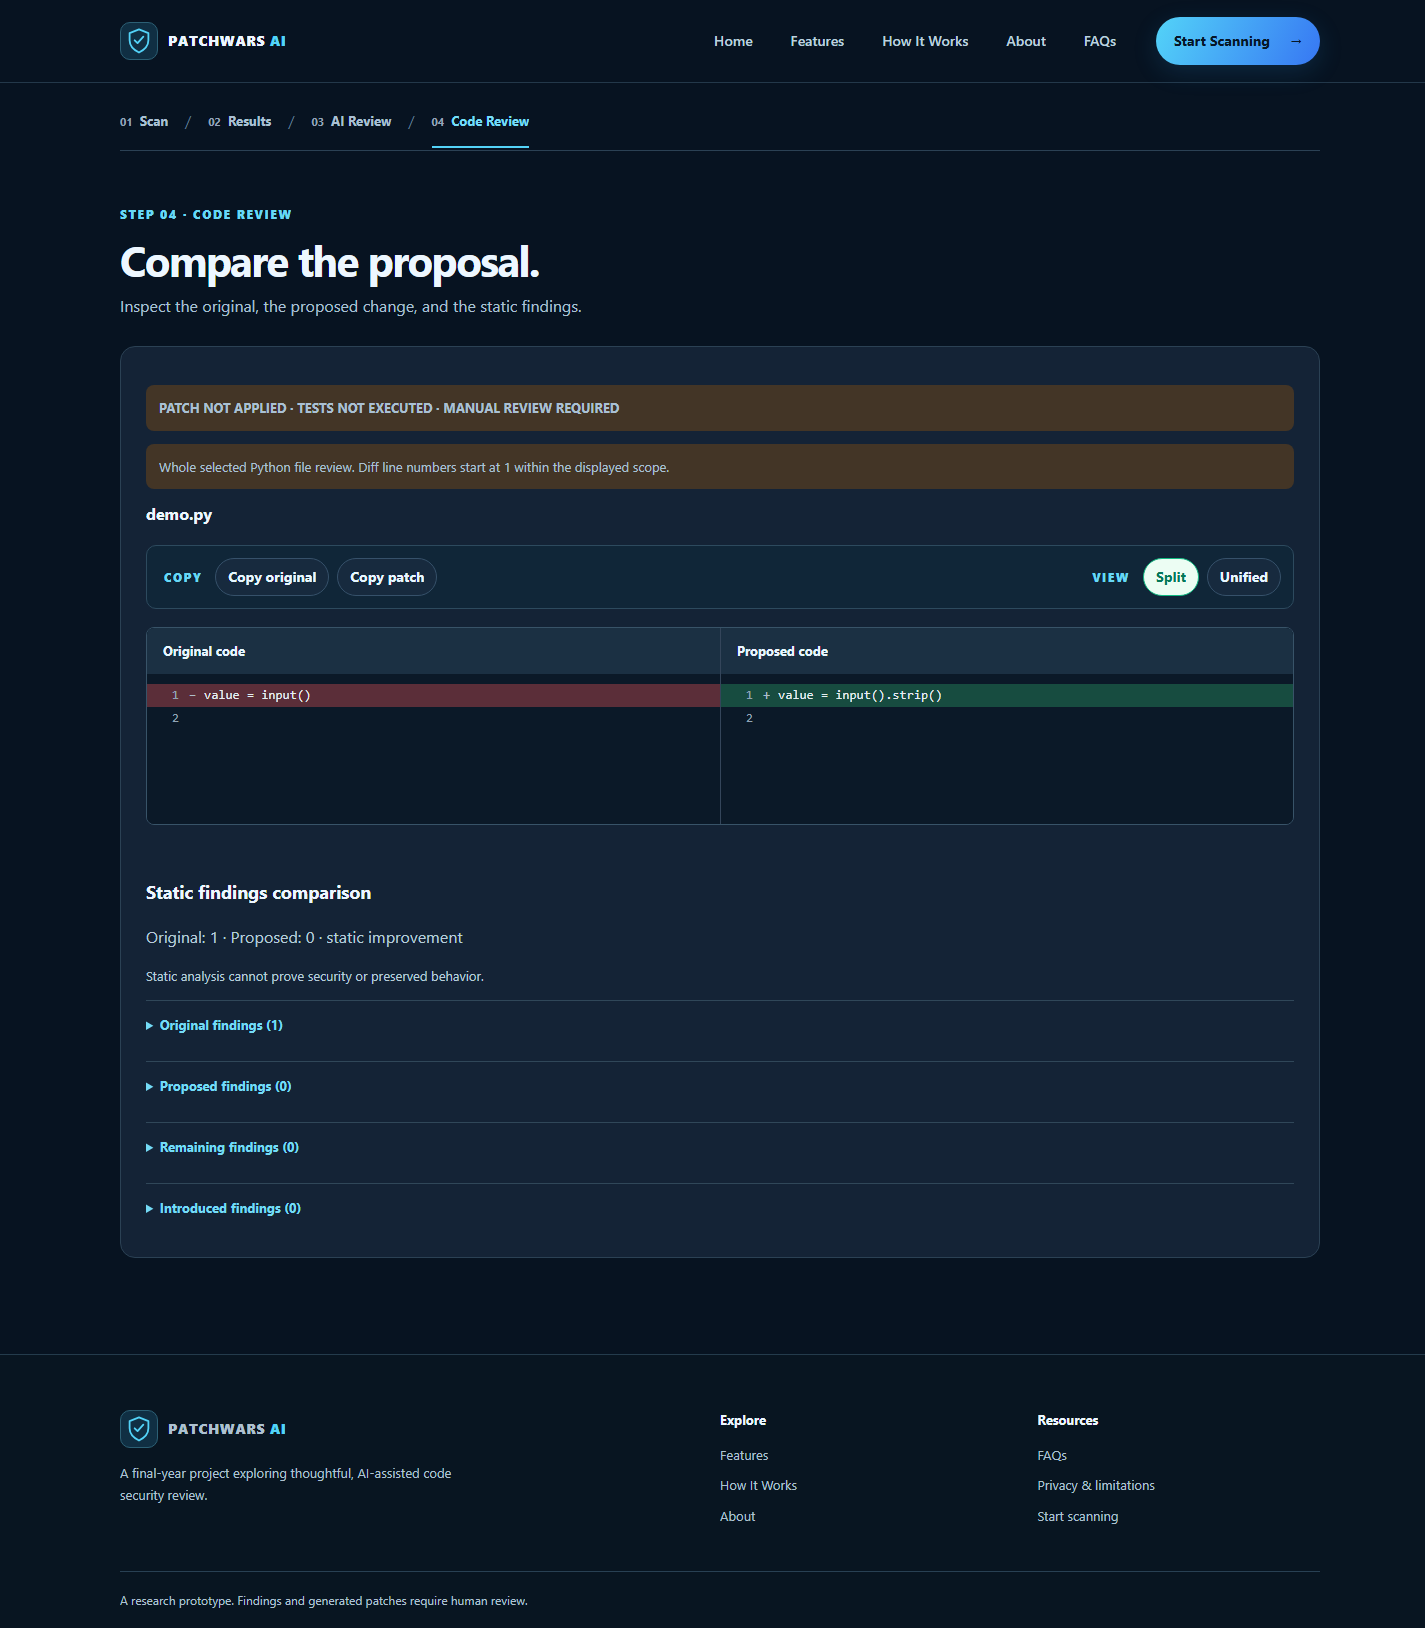 PATCHWARS AI
Home Features How It Works About FAQs Start Scanning →
01 Scan / 02 Results / 03 AI Review / 04 Code Review
STEP 04 · CODE REVIEW
Compare the proposal.
Inspect the original, the proposed change, and the static findings.
PATCH NOT APPLIED · TESTS NOT EXECUTED · MANUAL REVIEW REQUIRED
Whole selected Python file review. Diff line numbers start at 1 within the displayed scope.
demo.py
COPY Copy original Copy patch VIEW Split Unified
Original code
1 − value = input()
2
Proposed code
1 + value = input().strip()
2
Static findings comparison
Original: 1 · Proposed: 0 · static improvement
Static analysis cannot prove security or preserved behavior.
▶ Original findings (1)
▶ Proposed findings (0)
▶ Remaining findings (0)
▶ Introduced findings (0)
PATCHWARS AI
A final-year project exploring thoughtful, AI-assisted code
security review.
Explore
Features
How It Works
About
Resources
FAQs
Privacy & limitations
Start scanning
A research prototype. Findings and generated patches require human review.